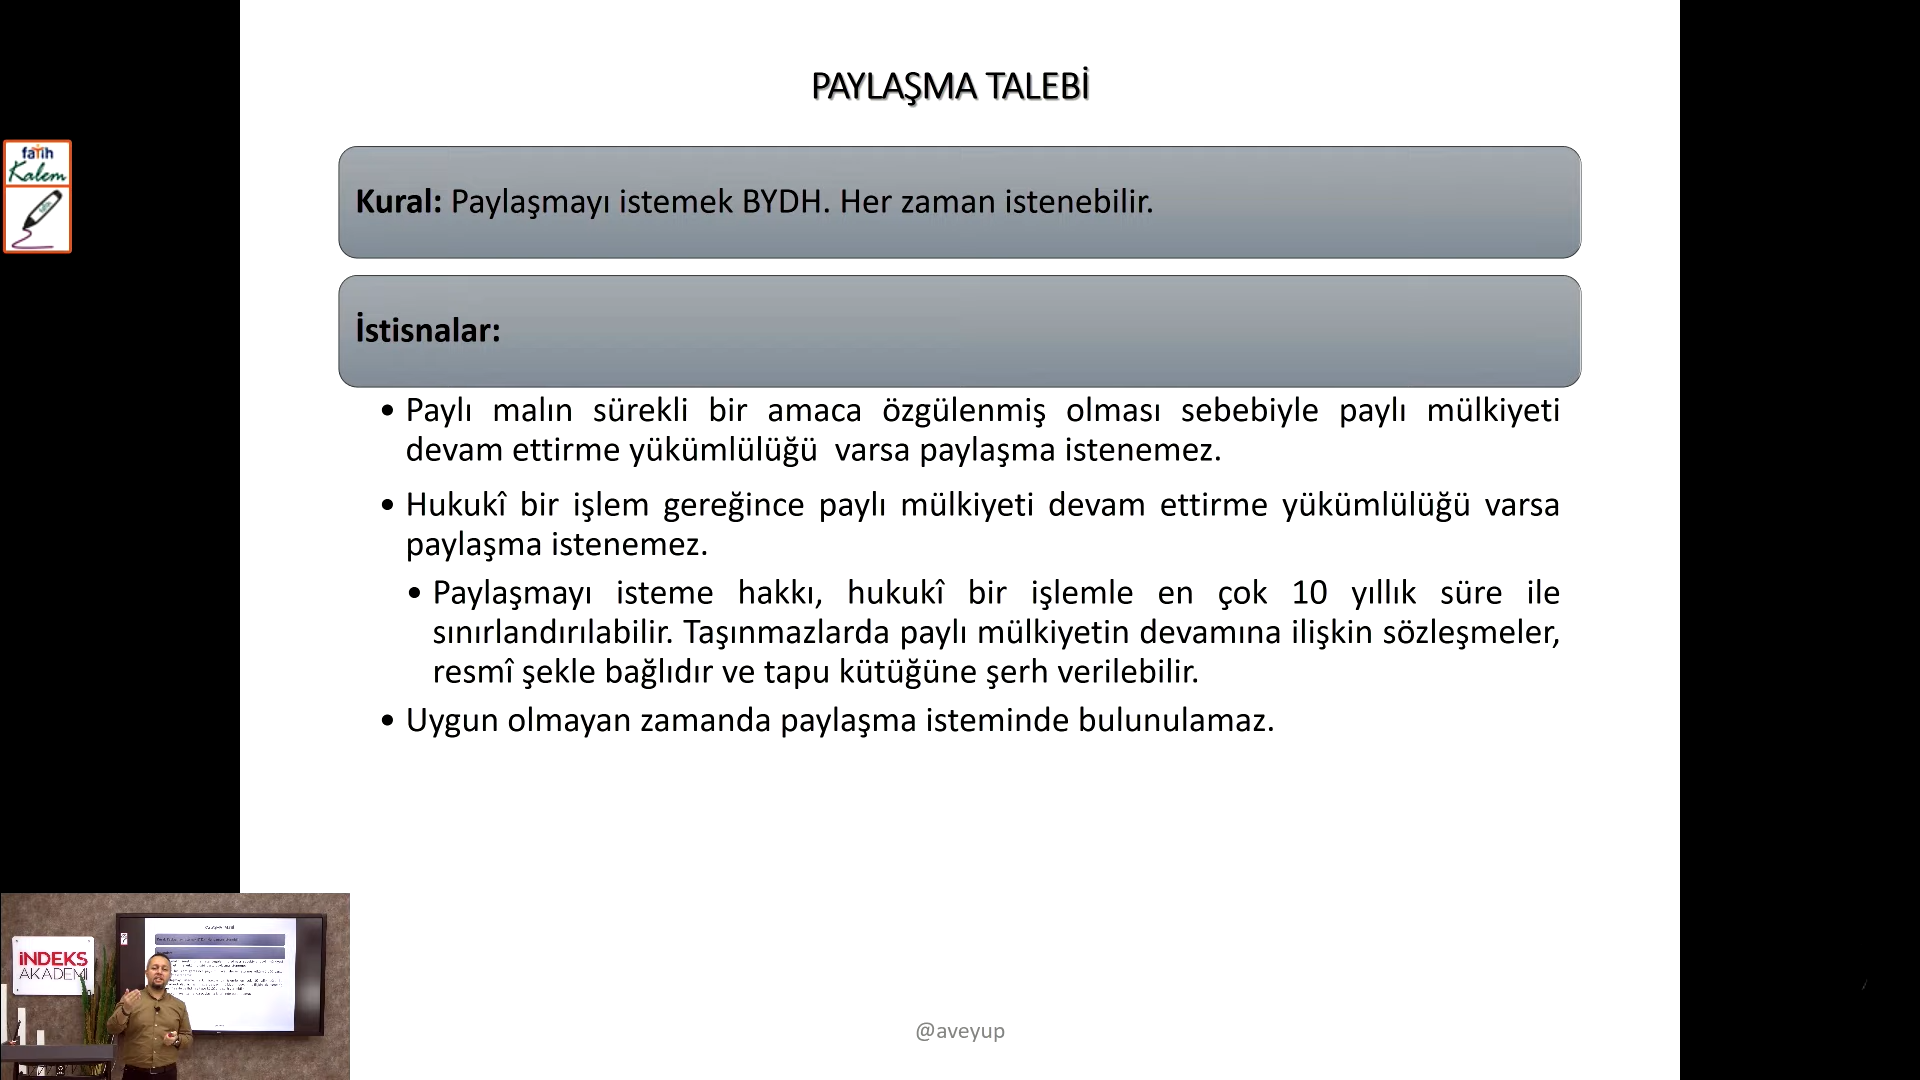 PAYLAŞMA TALEBİ
fatih
Kalem
Kural: Paylaşmayı istemek BYDH. Her zaman istenebilir.
İstisnalar:
• Paylı malın sürekli bir amaca özgülenmiş olması sebebiyle paylı mülkiyeti
devam ettirme yükümlülüğü varsa paylaşma istenemez.
• Hukukî bir işlem gereğince paylı mülkiyeti devam ettirme yükümlülüğü varsa
paylaşma istenemez.
• Paylaşmayı isteme hakkı, hukukî bir işlemle en çok 10 yıllık süre ile
sınırlandırılabilir. Taşınmazlarda paylı mülkiyetin devamına ilişkin sözleşmeler,
resmî şekle bağlıdır ve tapu kütüğüne şerh verilebilir.
• Uygun olmayan zamanda paylaşma isteminde bulunulamaz.
İNDEKS
AKADEMİ
@aveyup